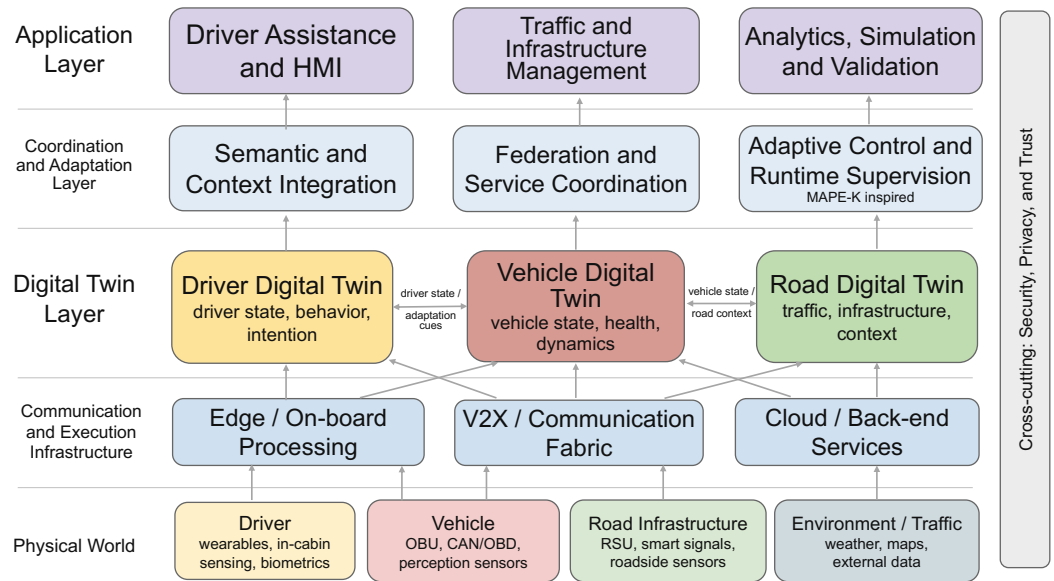 Application
Layer
Driver Assistance
and HMI
Traffic and
Infrastructure
Management
Analytics, Simulation
and Validation
Coordination
and Adaptation
Layer
Semantic and
Context Integration
Federation and
Service Coordination
Adaptive Control and
Runtime Supervision
MAPE-K inspired
Digital Twin
Layer
Driver Digital Twin
driver state, behavior,
intention
driver state /
adaptation
cues
Vehicle Digital
Twin
vehicle state, health,
dynamics
vehicle state /
road context
Road Digital Twin
traffic, infrastructure,
context
Communication
and Execution
Infrastructure
Edge / On-board
Processing
V2X / Communication
Fabric
Cloud / Back-end
Services
Physical World
Driver
wearables, in-cabin
sensing, biometrics
Vehicle
OBU, CAN/OBD,
perception sensors
Road Infrastructure
RSU, smart signals,
roadside sensors
Environment / Traffic
weather, maps,
external data
Cross-cutting: Security, Privacy, and Trust